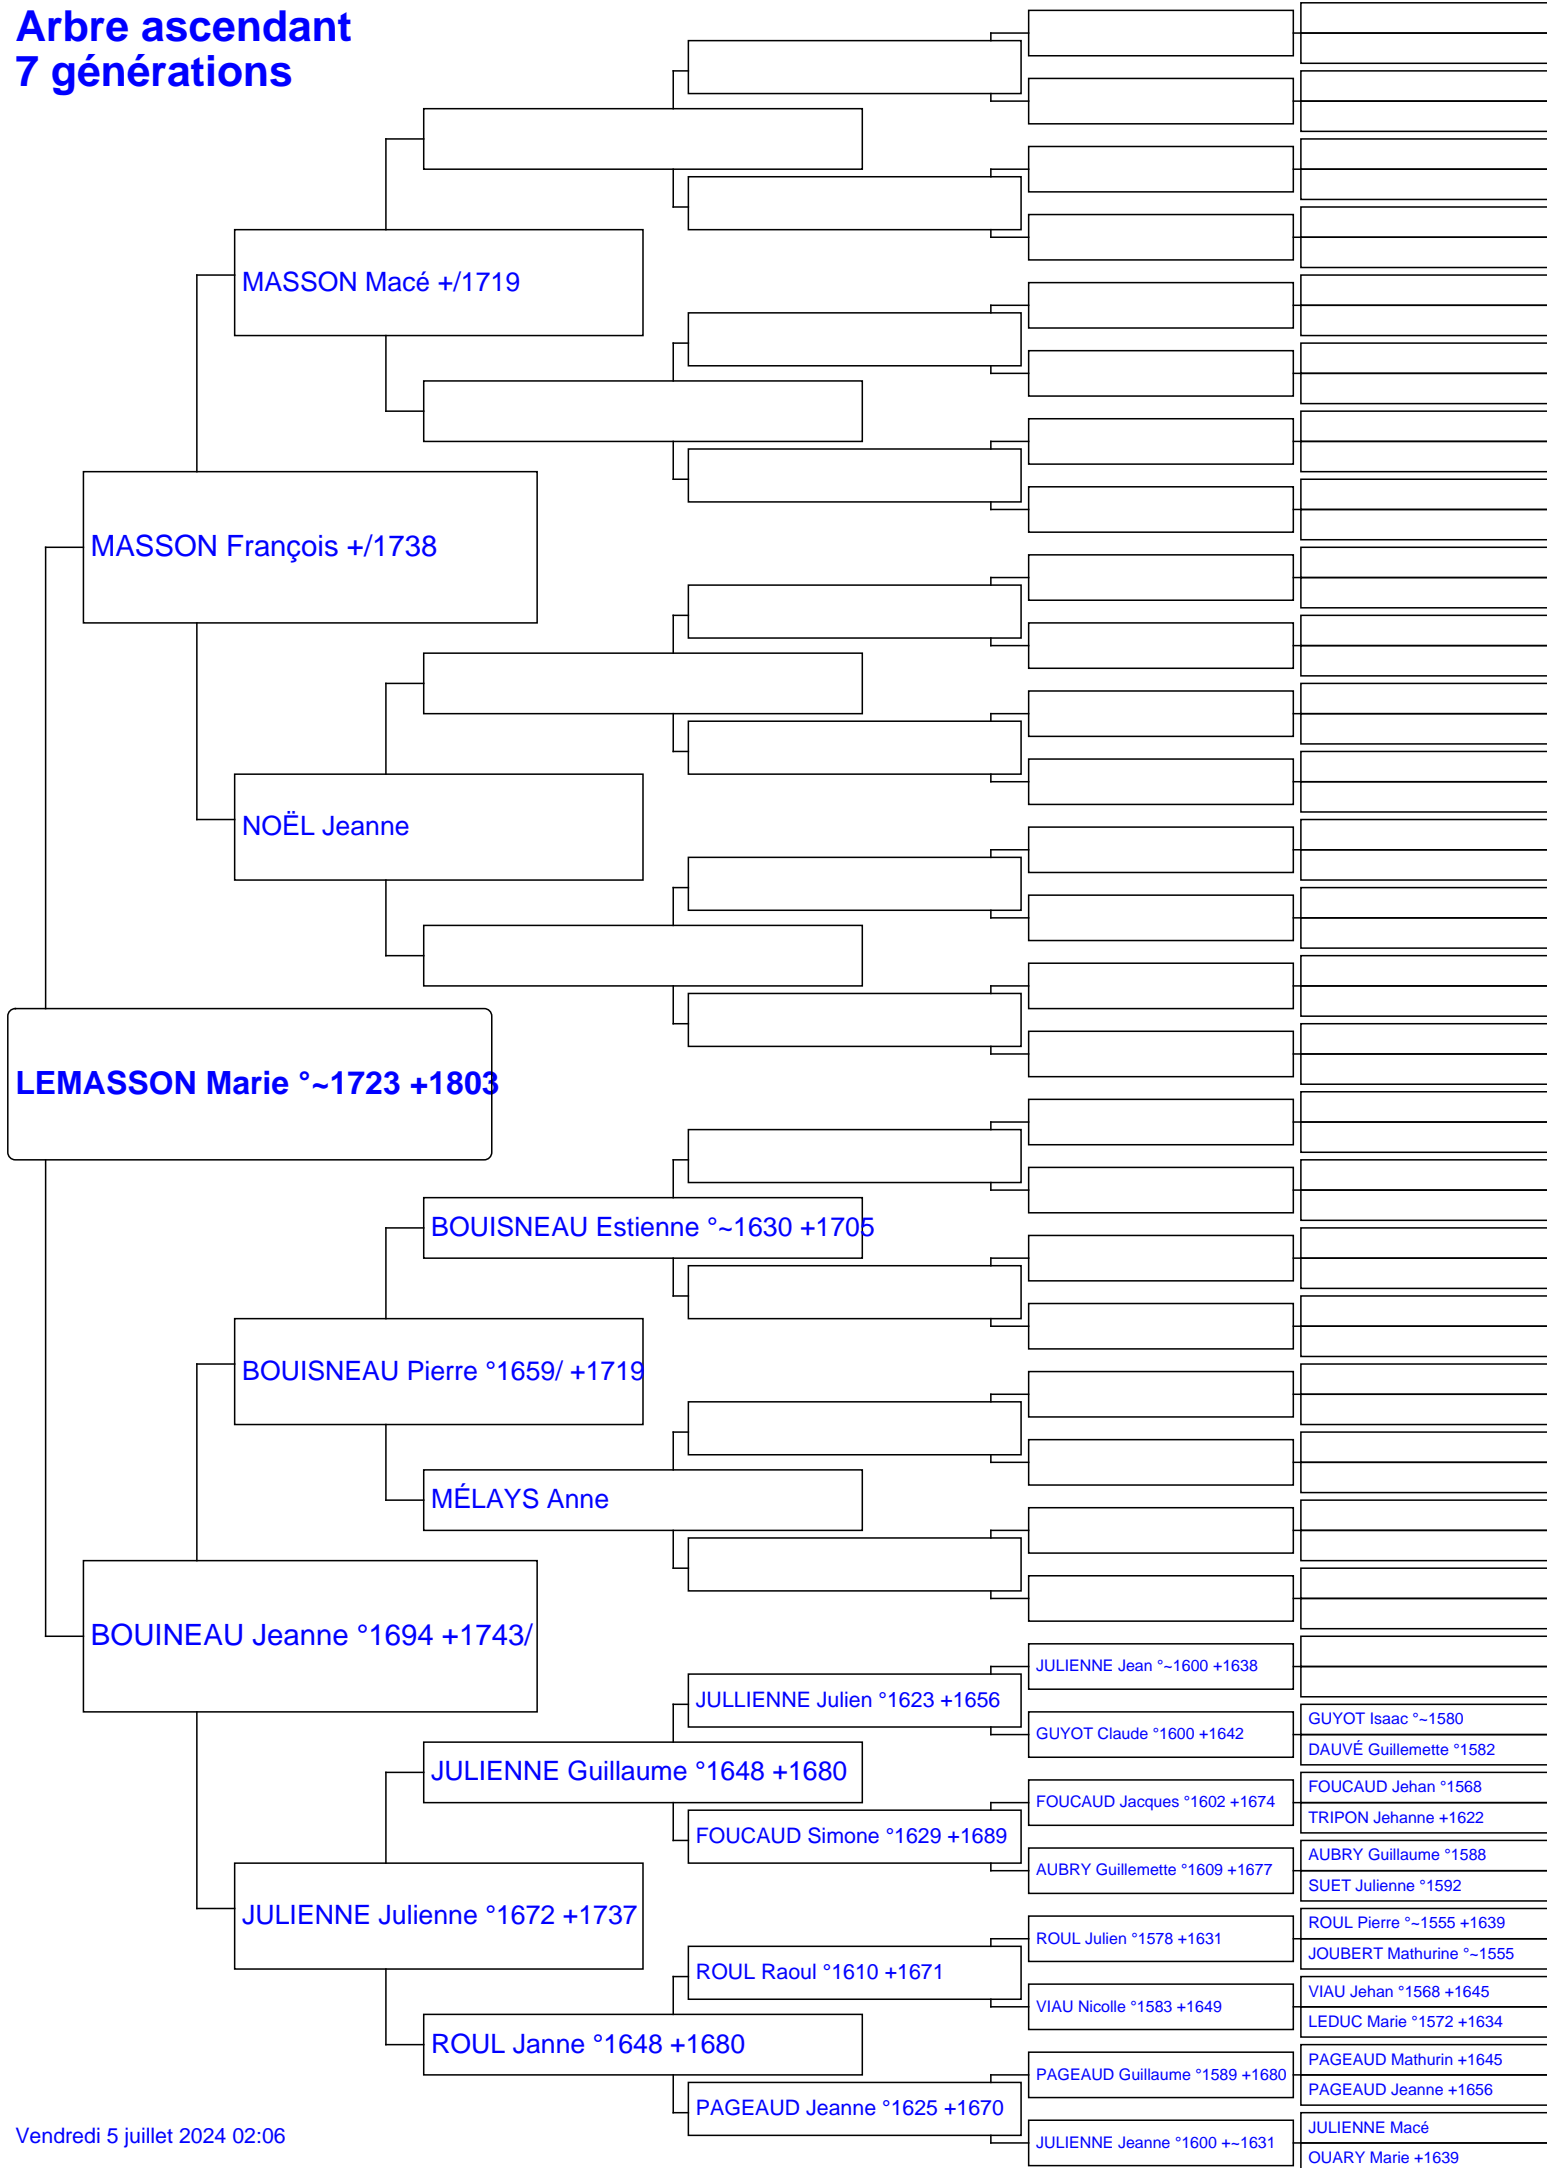 Arbre ascendant
7 générations
MASSON Macé +/1719
MASSON François +/1738
NOËL Jeanne
LEMASSON Marie °~1723 +1803
BOUISNEAU Estienne °~1630 +1705
BOUISNEAU Pierre °1659/ +1719
MÉLAYS Anne
BOUINEAU Jeanne °1694 +1743/
JULIENNE Jean °~1600 +1638
JULLIENNE Julien °1623 +1656
GUYOT Isaac °~1580
GUYOT Claude °1600 +1642
DAUVÉ Guillemette °1582
JULIENNE Guillaume °1648 +1680
FOUCAUD Jehan °1568
FOUCAUD Jacques °1602 +1674
TRIPON Jehanne +1622
FOUCAUD Simone °1629 +1689
AUBRY Guillaume °1588
AUBRY Guillemette °1609 +1677
SUET Julienne °1592
JULIENNE Julienne °1672 +1737
ROUL Pierre °~1555 +1639
ROUL Julien °1578 +1631
JOUBERT Mathurine °~1555
ROUL Raoul °1610 +1671
VIAU Jehan °1568 +1645
VIAU Nicolle °1583 +1649
LEDUC Marie °1572 +1634
ROUL Janne °1648 +1680
PAGEAUD Mathurin +1645
PAGEAUD Guillaume °1589 +1680
PAGEAUD Jeanne +1656
PAGEAUD Jeanne °1625 +1670
JULIENNE Macé
JULIENNE Jeanne °1600 +~1631
OUARY Marie +1639
Vendredi 5 juillet 2024 02:06